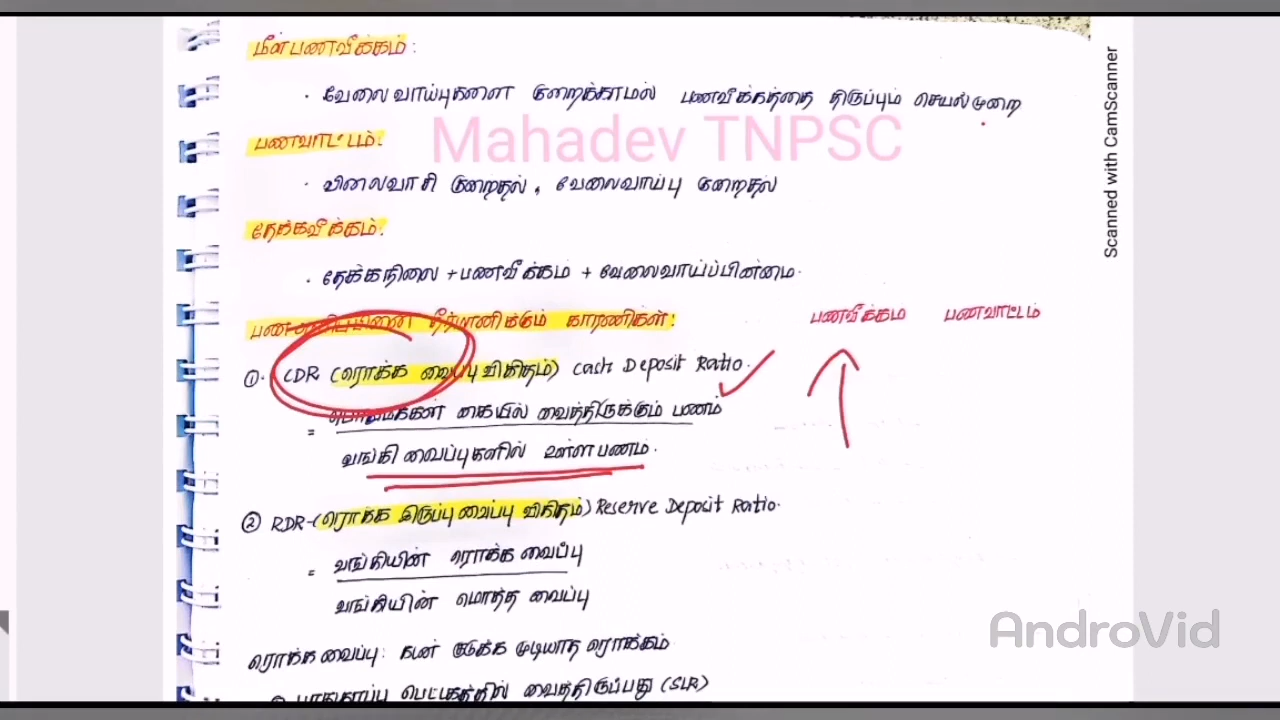 மீள்பணவீக்கம் :
· வேலை வாய்புகளை குறைக்காமல் பணவீக்கத்தை திருப்பும் செயல்முறை
Mahadev TNPSC
பணவாட்டம் :
· விலைவாசி குறைதல் , வேலைவாய்பு குறைதல்
தேக்கவீக்கம் :
· தேக்கநிலை + பணவீக்கம் + வேலைவாய்ப்பின்மை.
காரணிகள் :
பணவீக்கம பணவாட்டம்
①. CDR (ரொக்க வைப்பு விகிதம்) Cash Deposit Ratio.
= பொதுமக்கள் கையில் வைத்திருக்கும் பணம்
வங்கி வைப்புகளில் உள்ள பணம்.
② RDR-(ரொக்க இருப்பு வைப்பு விகிதம்) Reserve Deposit Ratio.
= வங்கியின் ரொக்க வைப்பு
வங்கியின் மொத்த வைப்பு
ரொக்க வைப்பு : கடன் குடுக்க முடியாத ரொக்கம்
பாதுகாப்பு பெட்டகத்தில் வைத்திருப்பது (SLR)
Scanned with CamScanner
AndroVid